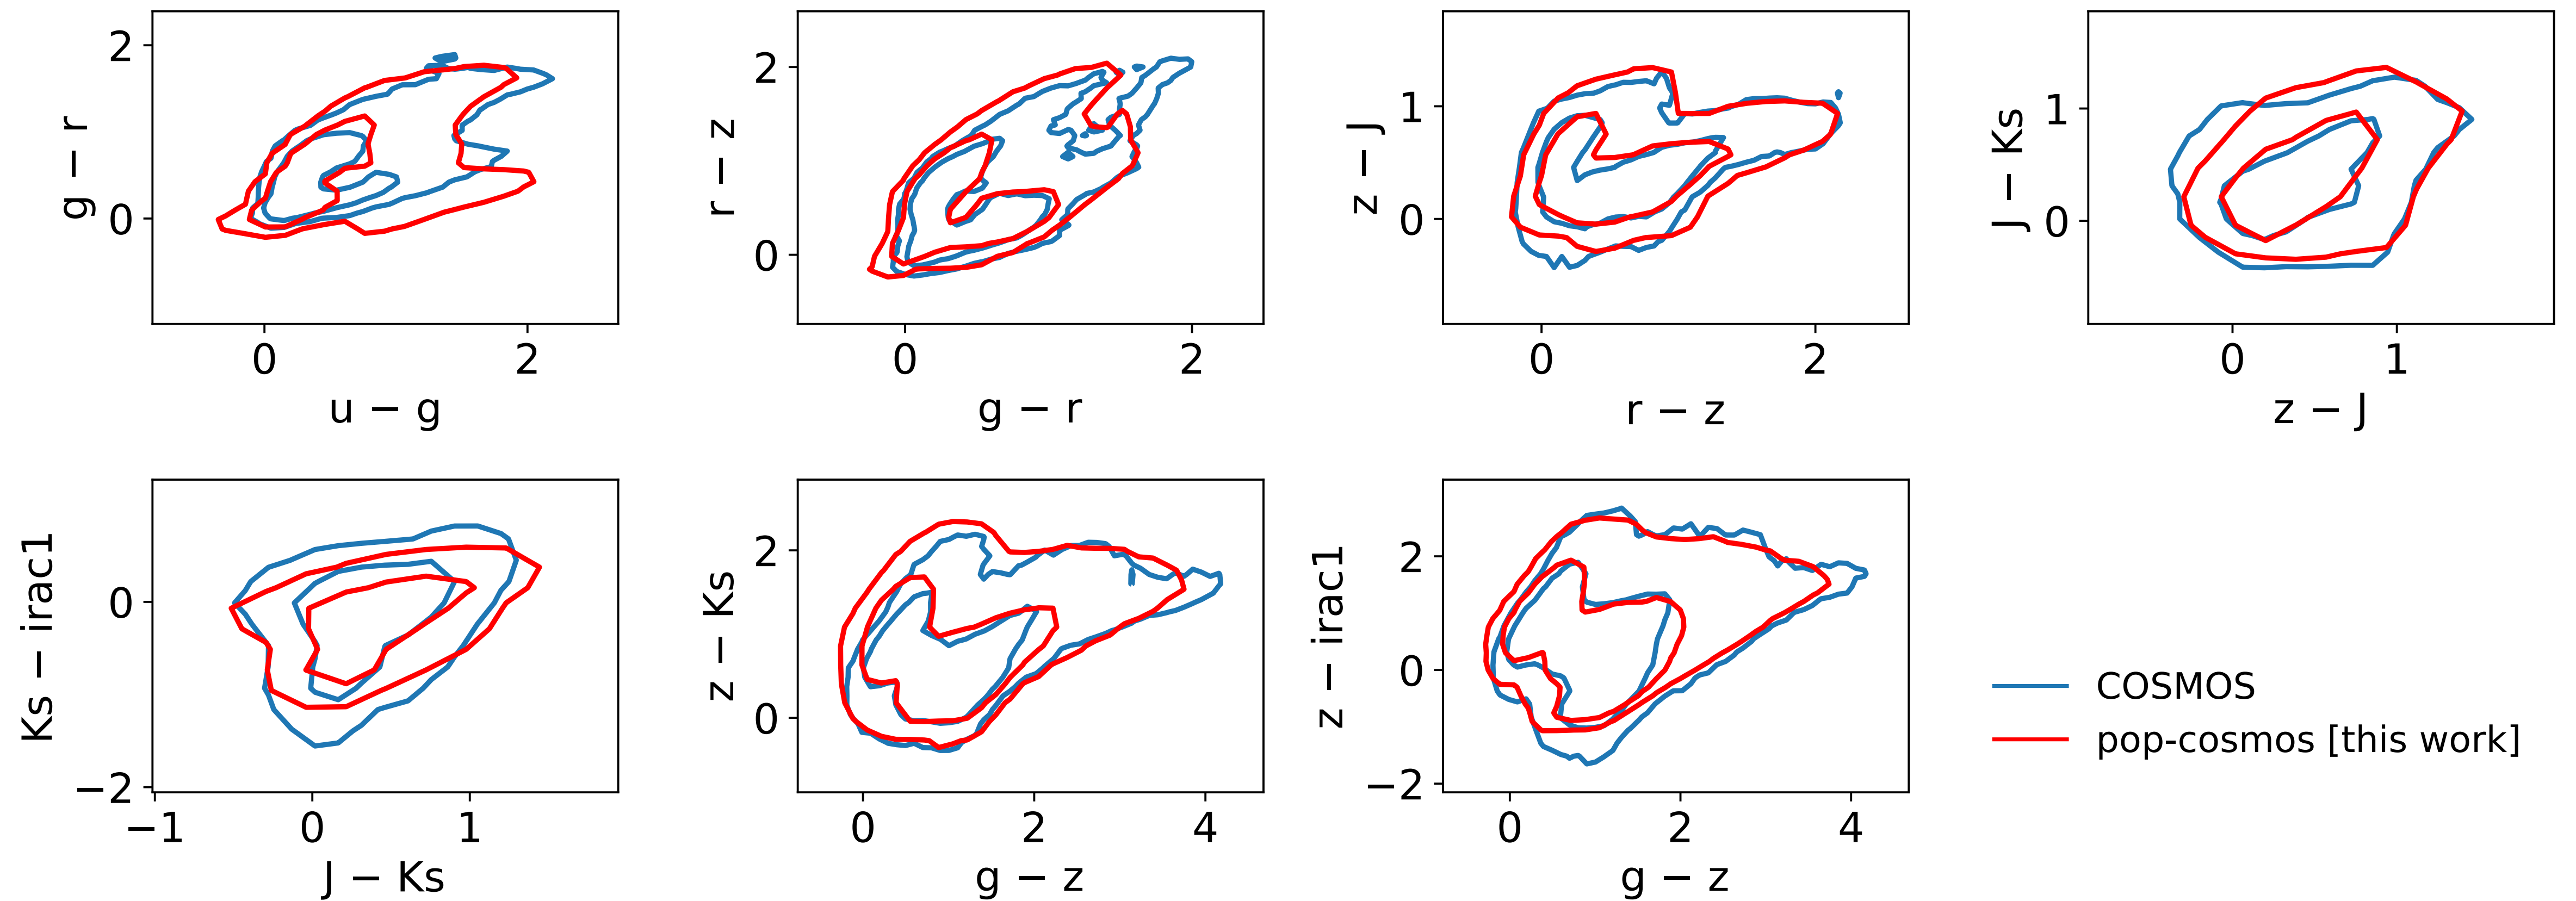 2
0
g − r
0
2
u − g
2
0
r − z
0
2
g − r
1
0
z − J
0
2
r − z
1
0
J − Ks
0
1
z − J
0
−2
Ks − irac1
−1
0
1
J − Ks
2
0
z − Ks
0
2
4
g − z
2
0
−2
z − irac1
0
2
4
g − z
COSMOS
pop-cosmos [this work]